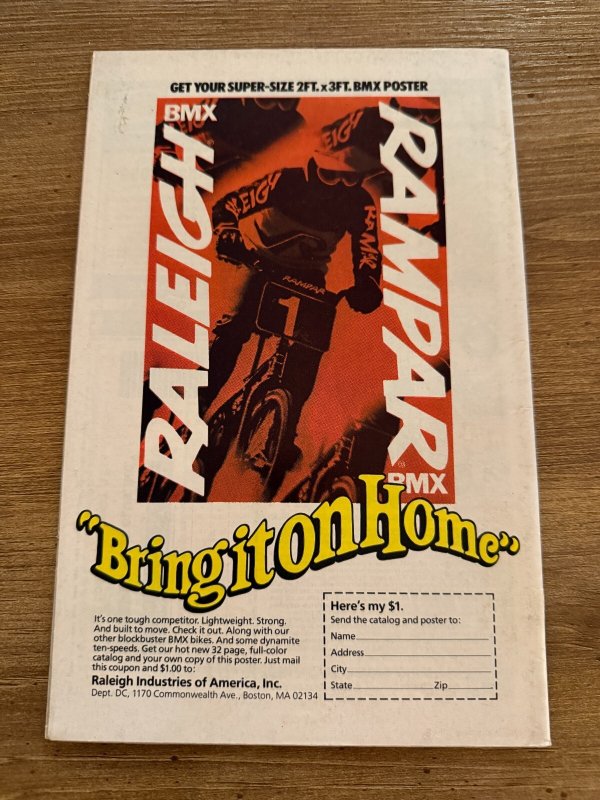 GET YOUR SUPER-SIZE 2FT. x 3FT. BMX POSTER
BMX
RALEIGH
RAMPAR
BMX
RALEIGH
RAMPAR
RAMPAR
1
"Bring it on Home"
It's one tough competitor. Lightweight. Strong.
And built to move. Check it out. Along with our
other blockbuster BMX bikes. And some dynamite
ten-speeds. Get our hot new 32 page, full-color
catalog and your own copy of this poster. Just mail
this coupon and $1.00 to:
Raleigh Industries of America, Inc.
Dept. DC, 1170 Commonwealth Ave., Boston, MA 02134
Here's my $1.
Send the catalog and poster to:
Name
Address
City
State Zip